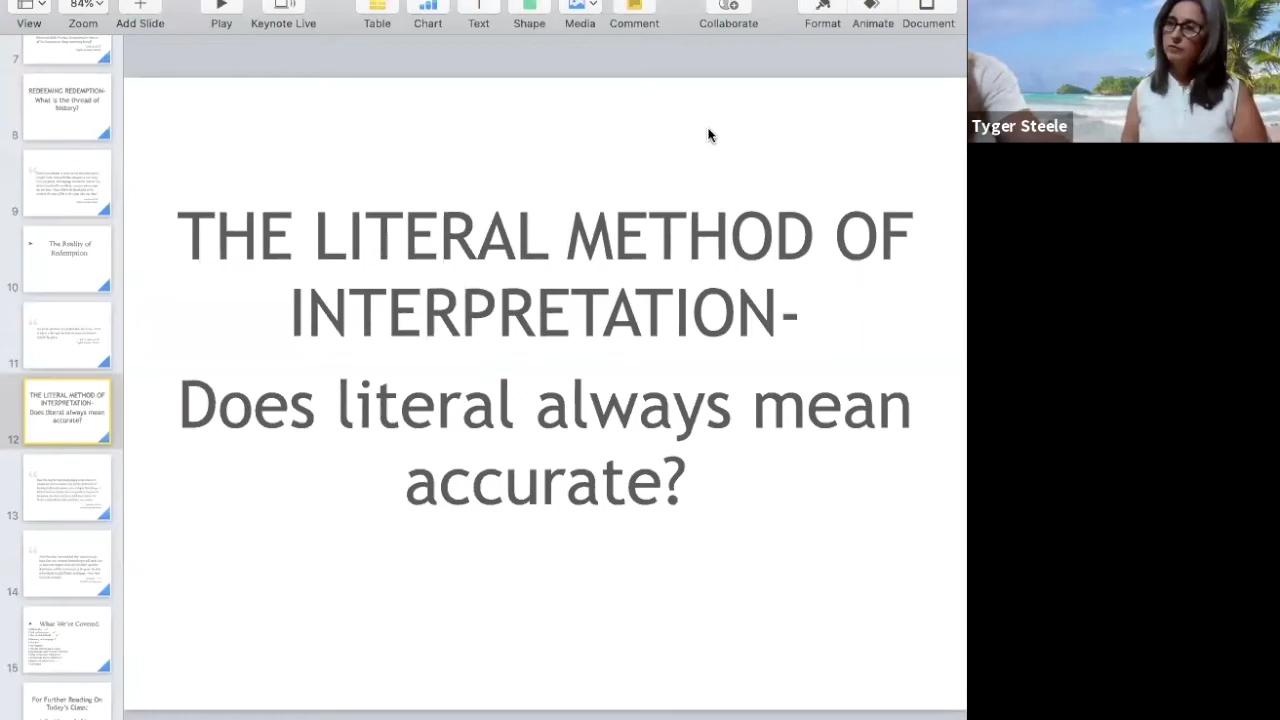 84%
View
Zoom
Add Slide
Play
Keynote Live
Table
Chart
Text
Shape
Media
Comment
Collaborate
Format
Animate
Document
7
REDEEMING REDEMPTION-
What is the thread of
history?
8
9
The Reality of
Redemption
10
11
THE LITERAL METHOD OF
INTERPRETATION-
Does literal always mean
accurate?
12
13
14
What We've Covered:
15
For Further Reading On
Today's Class:
THE LITERAL METHOD OF
INTERPRETATION-
Does literal always mean
accurate?
Tyger Steele